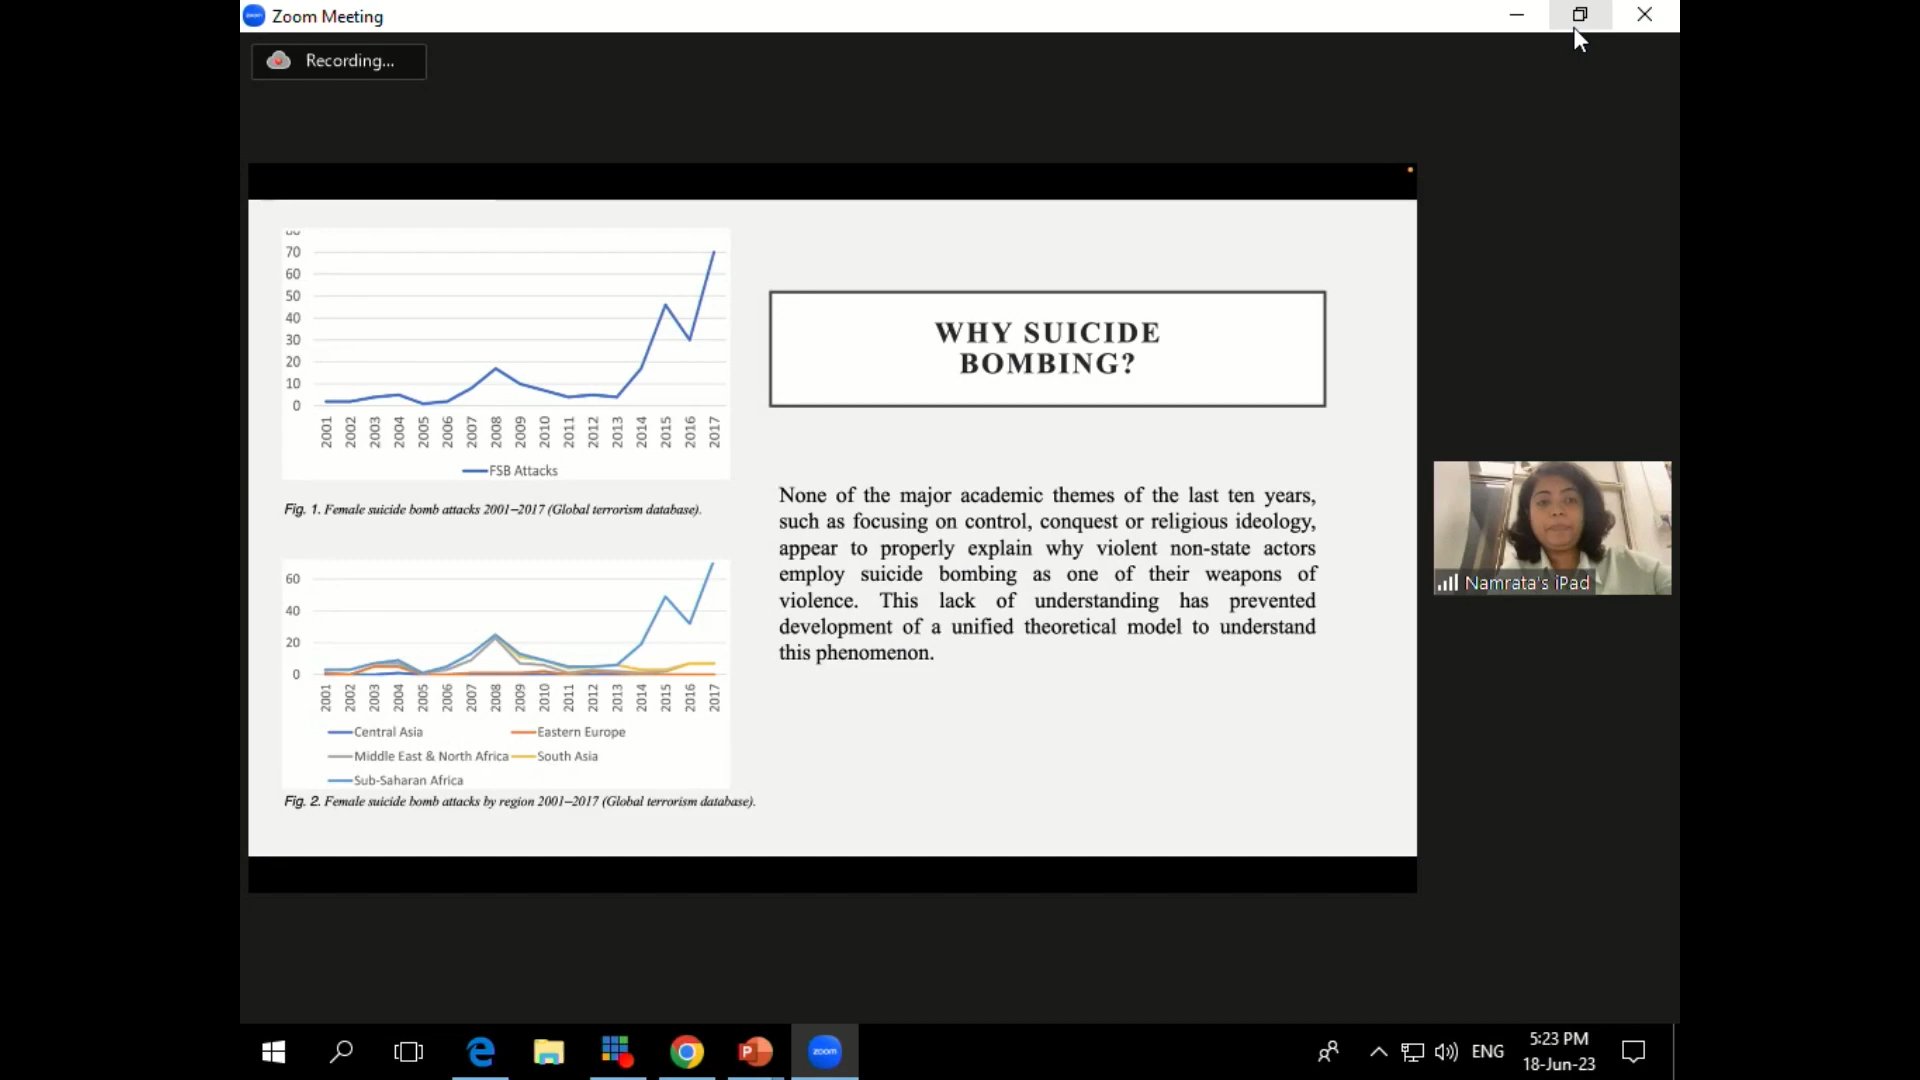 Zoom Meeting
Recording...
70
60
50
40
30
20
10
0
2001
2002
2003
2004
2005
2006
2007
2008
2009
2010
2011
2012
2013
2014
2015
2016
2017
FSB Attacks
Fig. 1. Female suicide bomb attacks 2001–2017 (Global terrorism database).
60
40
20
0
2001
2002
2003
2004
2005
2006
2007
2008
2009
2010
2011
2012
2013
2014
2015
2016
2017
Central Asia
Eastern Europe
Middle East & North Africa
South Asia
Sub-Saharan Africa
Fig. 2. Female suicide bomb attacks by region 2001–2017 (Global terrorism database).
WHY SUICIDE
BOMBING?
None of the major academic themes of the last ten years,
such as focusing on control, conquest or religious ideology,
appear to properly explain why violent non-state actors
employ suicide bombing as one of their weapons of
violence. This lack of understanding has prevented
development of a unified theoretical model to understand
this phenomenon.
Namrata's iPad
zoom
ENG
5:23 PM
18-Jun-23